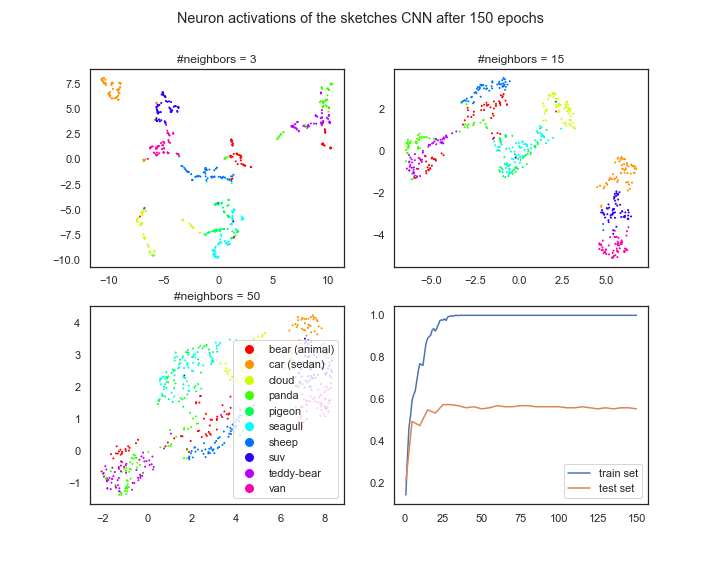 Neuron activations of the sketches CNN after 150 epochs
#neighbors = 3
7.5
5.0
2.5
0.0
−2.5
−5.0
−7.5
−10.0
−10
−5
0
5
10
#neighbors = 15
2
0
−2
−4
−5.0
−2.5
0.0
2.5
5.0
#neighbors = 50
4
3
2
1
0
−1
−2
0
2
4
6
8
bear (animal)
car (sedan)
cloud
panda
pigeon
seagull
sheep
suv
teddy-bear
van
1.0
0.8
0.6
0.4
0.2
0
25
50
75
100
125
150
train set
test set